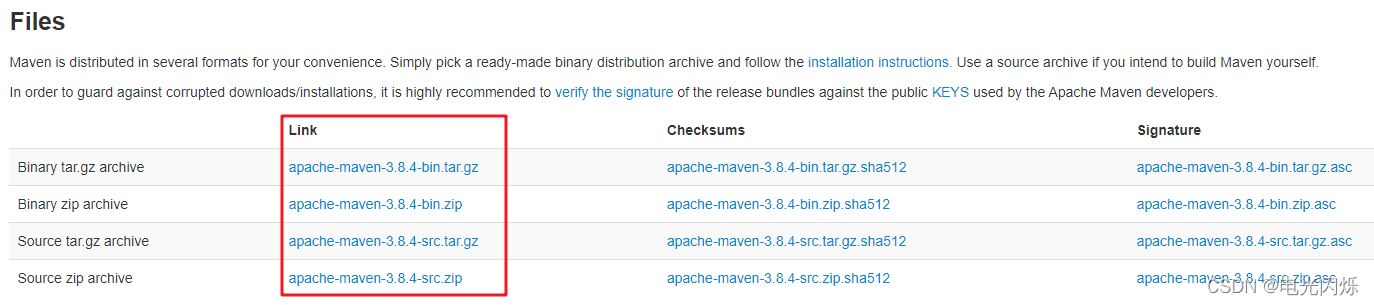 Files
Maven is distributed in several formats for your convenience. Simply pick a ready-made binary distribution archive and follow the installation instructions. Use a source archive if you intend to build Maven yourself.
In order to guard against corrupted downloads/installations, it is highly recommended to verify the signature of the release bundles against the public KEYS used by the Apache Maven developers.
Link Checksums Signature
Binary tar.gz archive apache-maven-3.8.4-bin.tar.gz apache-maven-3.8.4-bin.tar.gz.sha512 apache-maven-3.8.4-bin.tar.gz.asc
Binary zip archive apache-maven-3.8.4-bin.zip apache-maven-3.8.4-bin.zip.sha512 apache-maven-3.8.4-bin.zip.asc
Source tar.gz archive apache-maven-3.8.4-src.tar.gz apache-maven-3.8.4-src.tar.gz.sha512 apache-maven-3.8.4-src.tar.gz.asc
Source zip archive apache-maven-3.8.4-src.zip apache-maven-3.8.4-src.zip.sha512 apache-maven-3.8.4-src.zip.asc
CSDN @电光闪烁